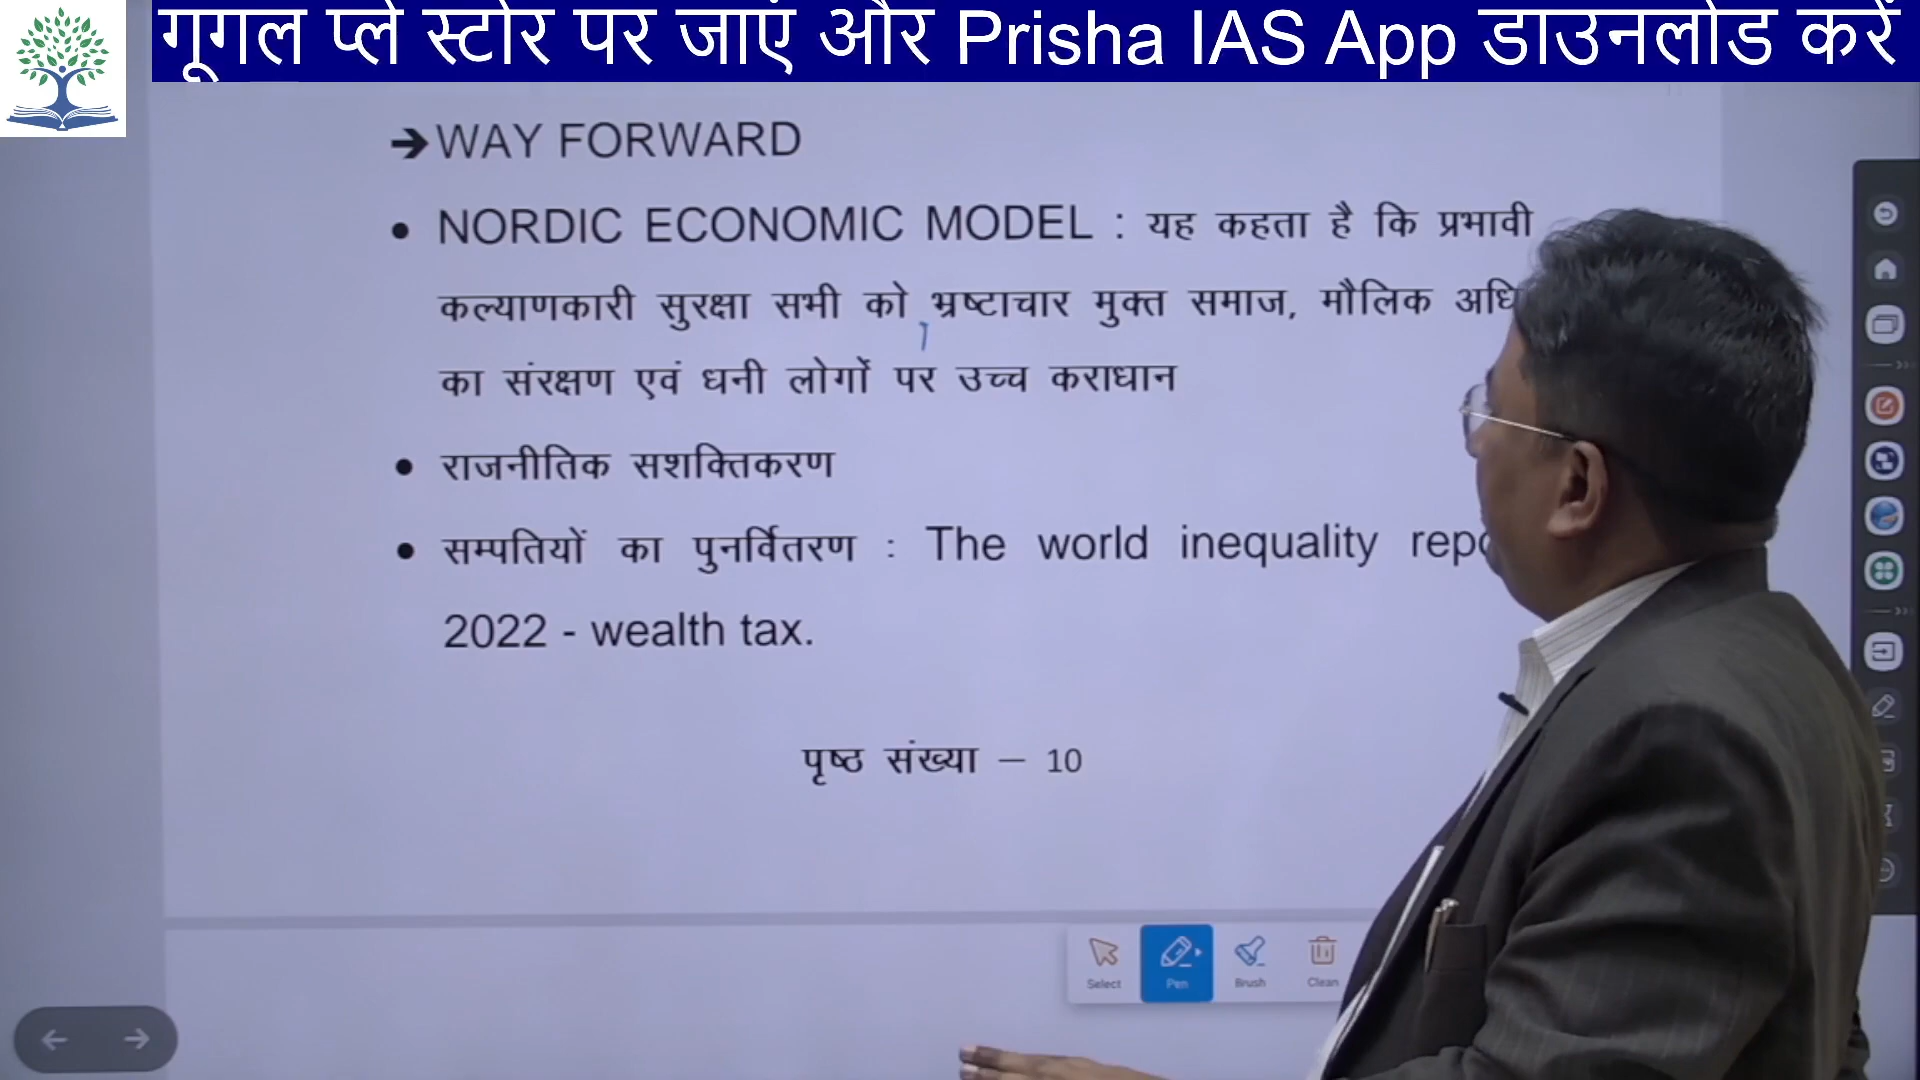 गूगल प्ले स्टोर पर जाएं और Prisha IAS App डाउनलोड करें
➔ WAY FORWARD
• NORDIC ECONOMIC MODEL : यह कहता है कि प्रभावी
कल्याणकारी सुरक्षा सभी को भ्रष्टाचार मुक्त समाज, मौलिक
का संरक्षण एवं धनी लोगों पर उच्च कराधान
• राजनीतिक सशक्तिकरण
• सम्पतियों का पुनर्वितरण : The world inequality
2022 - wealth tax.
पृष्ठ संख्या – 10
Select Pen Brush Clean